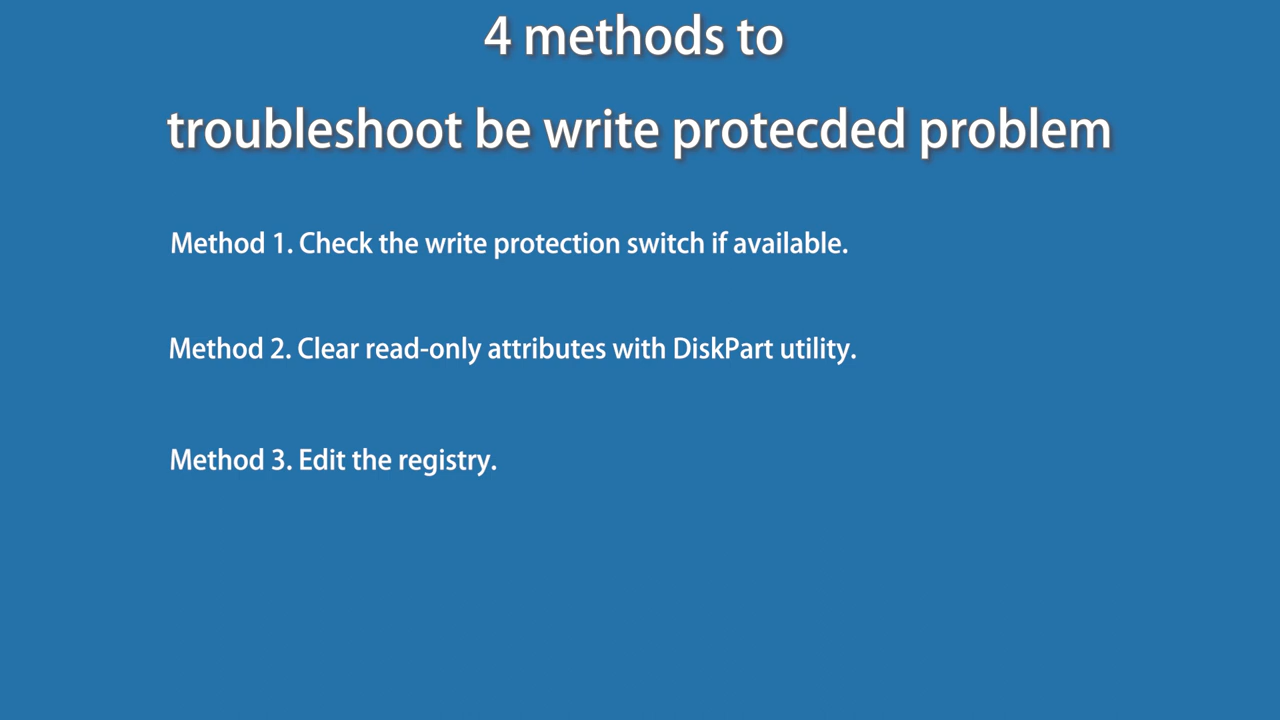 4 methods to
troubleshoot be write protecded problem
Method 1. Check the write protection switch if available.
Method 2. Clear read-only attributes with DiskPart utility.
Method 3. Edit the registry.